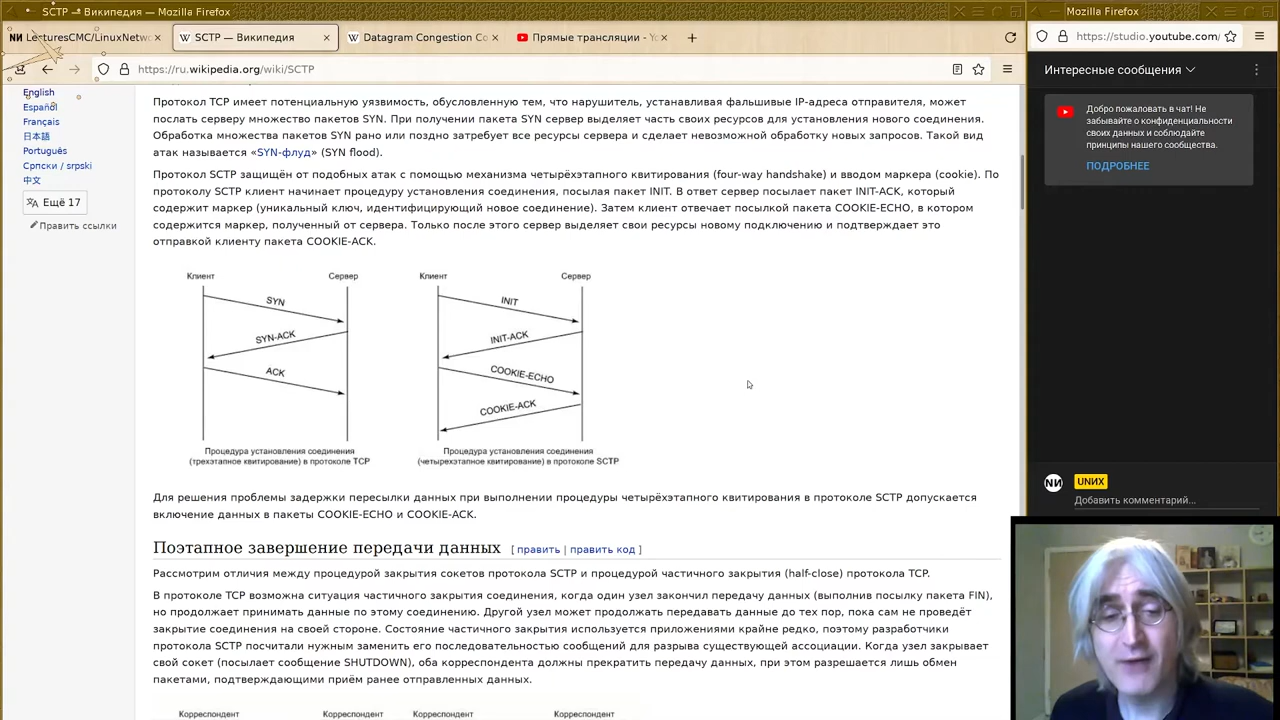 SCTP — Википедия — Mozilla Firefox
Mozilla Firefox
LecturesCMC/LinuxNetwo
SCTP — Википедия
Datagram Congestion Co
Прямые трансляции - Yo
https://ru.wikipedia.org/wiki/SCTP
https://studio.youtube.com/
English
Español
Français
日本語
Português
Српски / srpski
中文
Ещё 17
Править ссылки
Протокол TCP имеет потенциальную уязвимость, обусловленную тем, что нарушитель, устанавливая фальшивые IP-адреса отправителя, может
послать серверу множество пакетов SYN. При получении пакета SYN сервер выделяет часть своих ресурсов для установления нового соединения.
Обработка множества пакетов SYN рано или поздно затребует все ресурсы сервера и сделает невозможной обработку новых запросов. Такой вид
атак называется «SYN-флуд» (SYN flood).
Протокол SCTP защищён от подобных атак с помощью механизма четырёхэтапного квитирования (four-way handshake) и вводом маркера (cookie). По
протоколу SCTP клиент начинает процедуру установления соединения, посылая пакет INIT. В ответ сервер посылает пакет INIT-ACK, который
содержит маркер (уникальный ключ, идентифицирующий новое соединение). Затем клиент отвечает посылкой пакета COOKIE-ECHO, в котором
содержится маркер, полученный от сервера. Только после этого сервер выделяет свои ресурсы новому подключению и подтверждает это
отправкой клиенту пакета COOKIE-ACK.
Клиент
Сервер
SYN
SYN-ACK
ACK
Процедура установления соединения
(трехэтапное квитирование) в протоколе TCP
Клиент
Сервер
INIT
INIT-ACK
COOKIE-ECHO
COOKIE-ACK
Процедура установления соединения
(четырехэтапное квитирование) в протоколе SCTP
Для решения проблемы задержки пересылки данных при выполнении процедуры четырёхэтапного квитирования в протоколе SCTP допускается
включение данных в пакеты COOKIE-ECHO и COOKIE-ACK.
Поэтапное завершение передачи данных [ править | править код ]
Рассмотрим отличия между процедурой закрытия сокетов протокола SCTP и процедурой частичного закрытия (half-close) протокола TCP.
В протоколе TCP возможна ситуация частичного закрытия соединения, когда один узел закончил передачу данных (выполнив посылку пакета FIN),
но продолжает принимать данные по этому соединению. Другой узел может продолжать передавать данные до тех пор, пока сам не проведёт
закрытие соединения на своей стороне. Состояние частичного закрытия используется приложениями крайне редко, поэтому разработчики
протокола SCTP посчитали нужным заменить его последовательностью сообщений для разрыва существующей ассоциации. Когда узел закрывает
свой сокет (посылает сообщение SHUTDOWN), оба корреспондента должны прекратить передачу данных, при этом разрешается лишь обмен
пакетами, подтверждающими приём ранее отправленных данных.
Корреспондент
Корреспондент
Корреспондент
Корреспондент
Интересные сообщения
Добро пожаловать в чат! Не
забывайте о конфиденциальности
своих данных и соблюдайте
принципы нашего сообщества.
ПОДРОБНЕЕ
UNИX
Добавить комментарий...